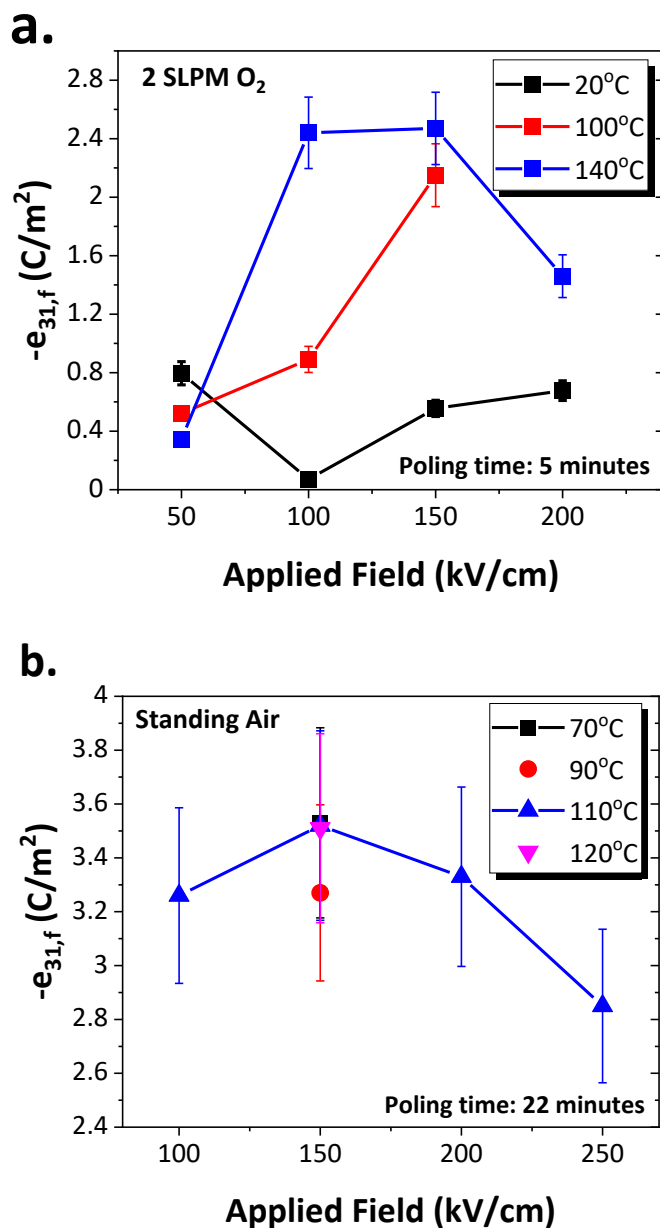 a.
2 SLPM O₂
20°C
100°C
140°C
-e₃₁,f (C/m²)
2.8
2.4
2
1.6
1.2
0.8
0.4
0
Poling time: 5 minutes
50
100
150
200
Applied Field (kV/cm)
b.
Standing Air
70°C
90°C
110°C
120°C
-e₃₁,f (C/m²)
4
3.8
3.6
3.4
3.2
3
2.8
2.6
2.4
Poling time: 22 minutes
100
150
200
250
Applied Field (kV/cm)